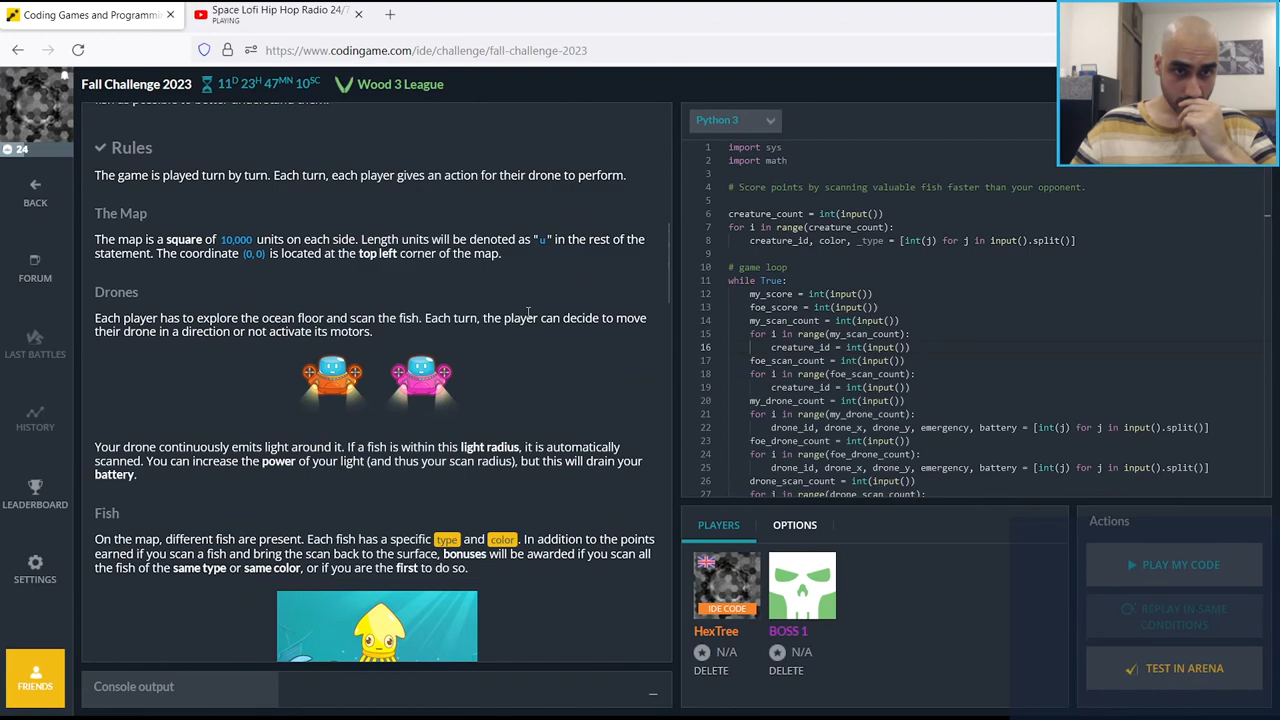 Coding Games and Programmin
Space Lofi Hip Hop Radio 24/7
PLAYING
https://www.codingame.com/ide/challenge/fall-challenge-2023
Fall Challenge 2023
11D 23H 47MN 10SC
Wood 3 League
24
BACK
FORUM
LAST BATTLES
HISTORY
LEADERBOARD
SETTINGS
FRIENDS
Rules
The game is played turn by turn. Each turn, each player gives an action for their drone to perform.
The Map
The map is a square of 10,000 units on each side. Length units will be denoted as "u" in the rest of the
statement. The coordinate (0, 0) is located at the top left corner of the map.
Drones
Each player has to explore the ocean floor and scan the fish. Each turn, the player can decide to move
their drone in a direction or not activate its motors.
Your drone continuously emits light around it. If a fish is within this light radius, it is automatically
scanned. You can increase the power of your light (and thus your scan radius), but this will drain your
battery.
Fish
On the map, different fish are present. Each fish has a specific type and color. In addition to the points
earned if you scan a fish and bring the scan back to the surface, bonuses will be awarded if you scan all
the fish of the same type or same color, or if you are the first to do so.
Console output
Python 3
1 import sys
2 import math
3
4 # Score points by scanning valuable fish faster than your opponent.
5
6 creature_count = int(input())
7 for i in range(creature_count):
8 creature_id, color, _type = [int(j) for j in input().split()]
9
10 # game loop
11 while True:
12 my_score = int(input())
13 foe_score = int(input())
14 my_scan_count = int(input())
15 for i in range(my_scan_count):
16 creature_id = int(input())
17 foe_scan_count = int(input())
18 for i in range(foe_scan_count):
19 creature_id = int(input())
20 my_drone_count = int(input())
21 for i in range(my_drone_count):
22 drone_id, drone_x, drone_y, emergency, battery = [int(j) for j in input().split()]
23 foe_drone_count = int(input())
24 for i in range(foe_drone_count):
25 drone_id, drone_x, drone_y, emergency, battery = [int(j) for j in input().split()]
26 drone_scan_count = int(input())
27 for i in range(drone_scan_count):
PLAYERS
OPTIONS
IDE CODE
HexTree
N/A
DELETE
BOSS 1
N/A
DELETE
Actions
PLAY MY CODE
REPLAY IN SAME
CONDITIONS
TEST IN ARENA